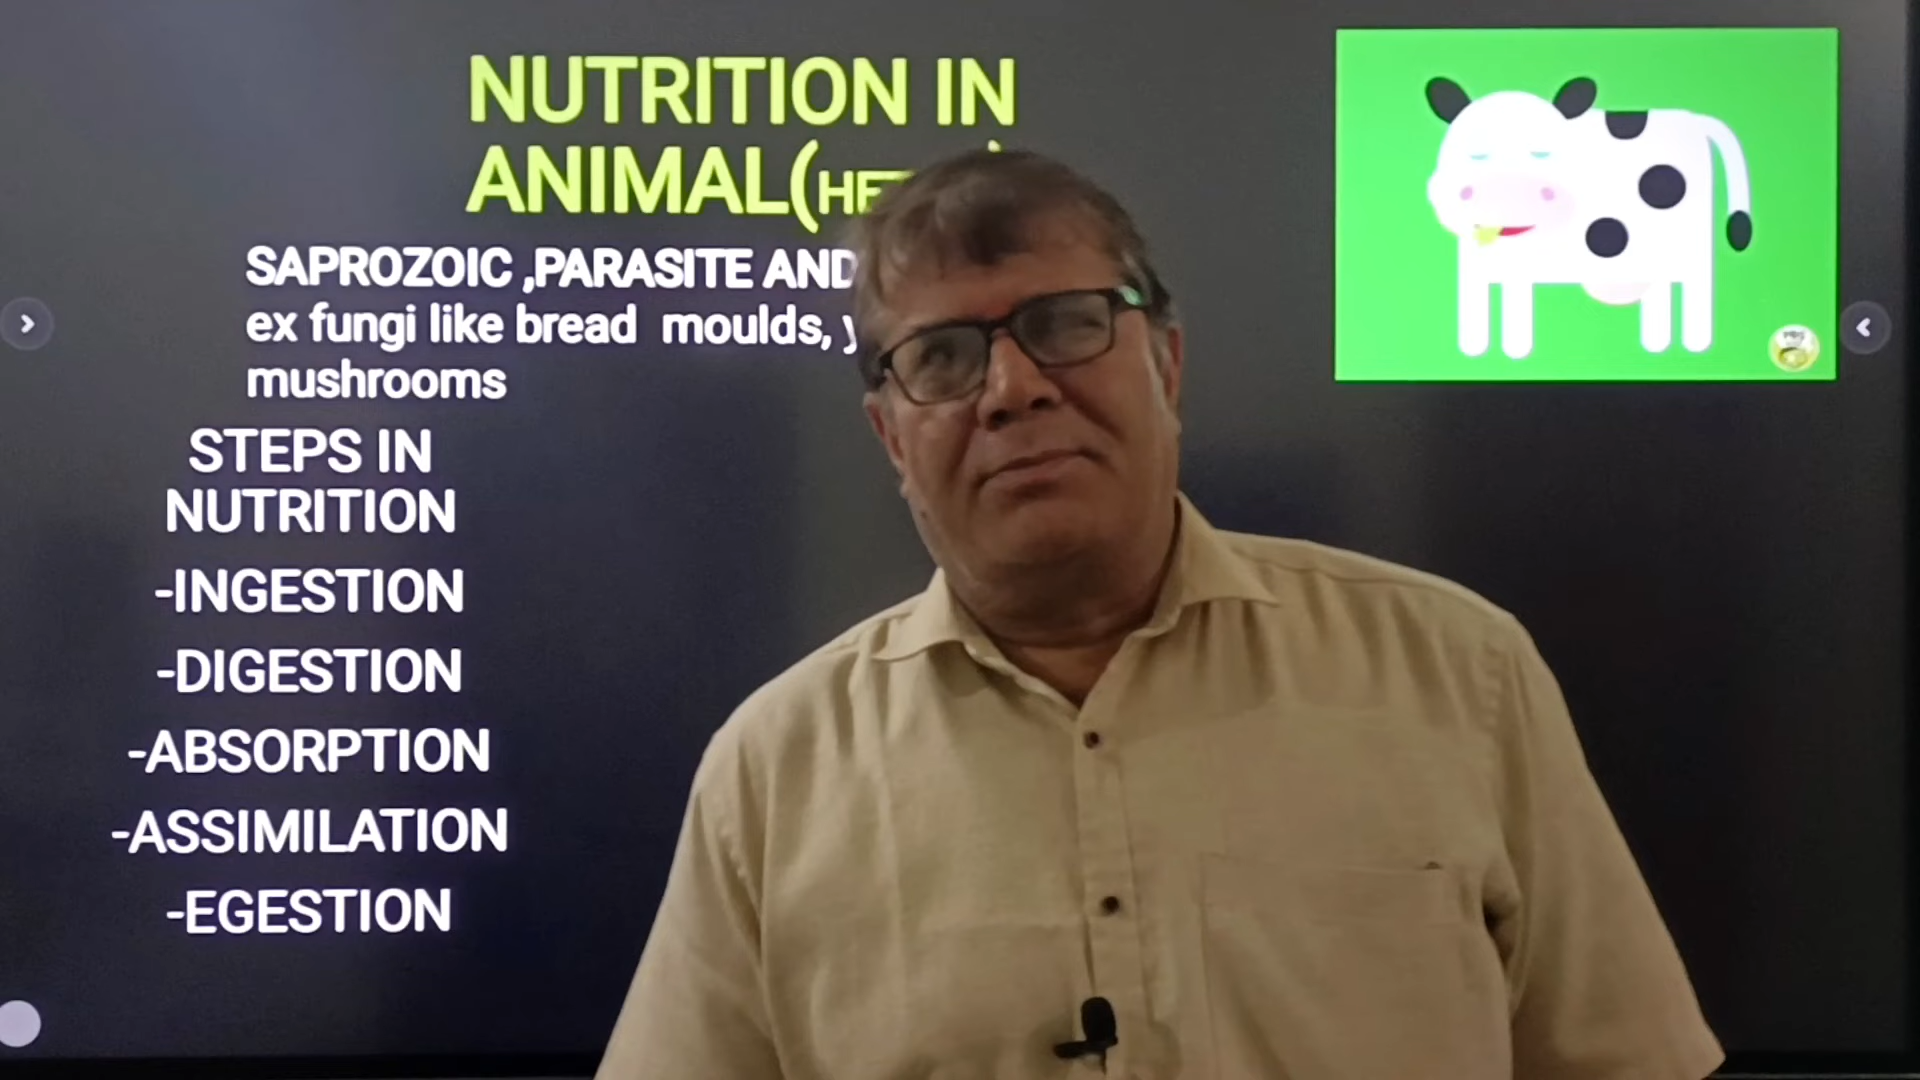 NUTRITION IN
ANIMAL(
SAPROZOIC ,PARASITE AND
ex fungi like bread moulds,
mushrooms
STEPS IN
NUTRITION
-INGESTION
-DIGESTION
-ABSORPTION
-ASSIMILATION
-EGESTION